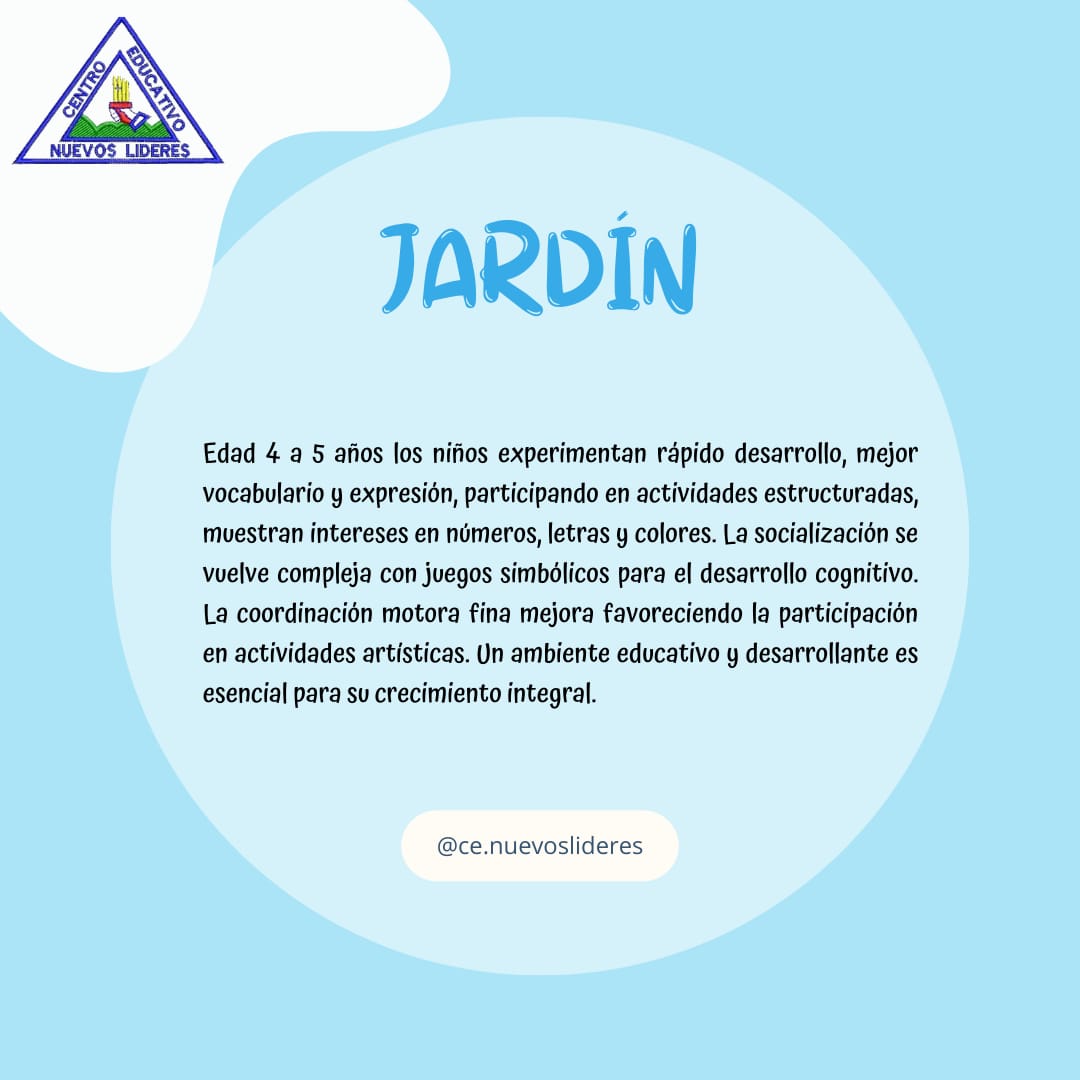 CENTRO EDUCATIVO
NUEVOS LIDERES
JARDÍN
Edad 4 a 5 años los niños experimentan rápido desarrollo, mejor
vocabulario y expresión, participando en actividades estructuradas,
muestran intereses en números, letras y colores. La socialización se
vuelve compleja con juegos simbólicos para el desarrollo cognitivo.
La coordinación motora fina mejora favoreciendo la participación
en actividades artísticas. Un ambiente educativo y desarrollante es
esencial para su crecimiento integral.
@ce.nuevoslideres